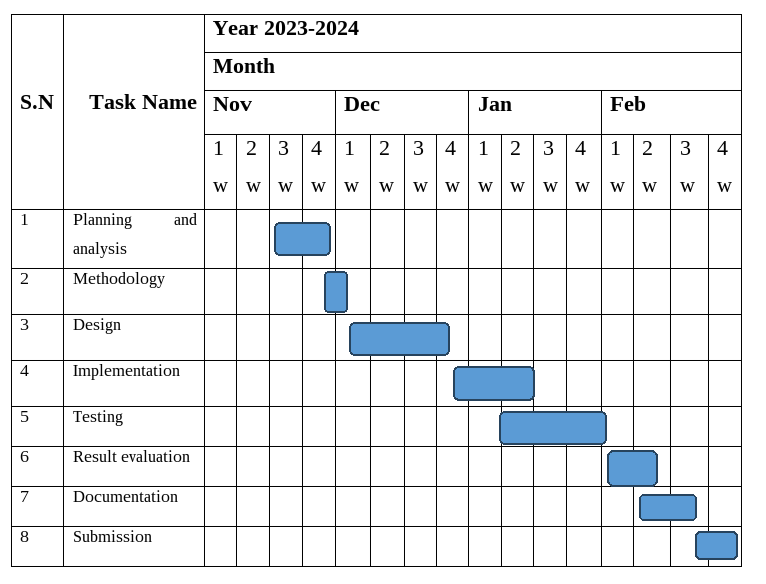 Year 2023-2024
Month
S.N Task Name Nov Dec Jan Feb
1 2 3 4 1 2 3 4 1 2 3 4 1 2 3 4
w w w w w w w w w w w w w w w w
1 Planning and
analysis
2 Methodology
3 Design
4 Implementation
5 Testing
6 Result evaluation
7 Documentation
8 Submission